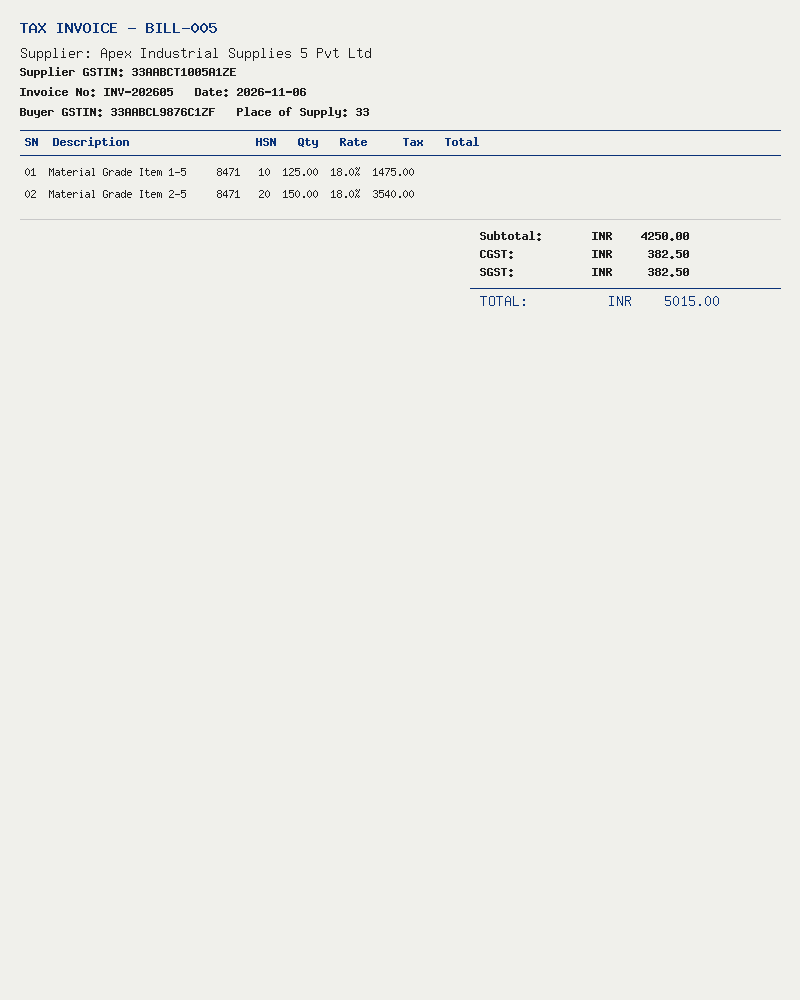 TAX INVOICE - BILL-005
Supplier: Apex Industrial Supplies 5 Pvt Ltd
Supplier GSTIN: 33AABCT1005A1ZE
Invoice No: INV-202605 Date: 2026-11-06
Buyer GSTIN: 33AABCL9876C1ZF Place of Supply: 33
SN Description HSN Qty Rate Tax Total
01 Material Grade Item 1-5 8471 10 125.00 18.0% 1475.00
02 Material Grade Item 2-5 8471 20 150.00 18.0% 3540.00
Subtotal: INR 4250.00
CGST: INR 382.50
SGST: INR 382.50
TOTAL: INR 5015.00